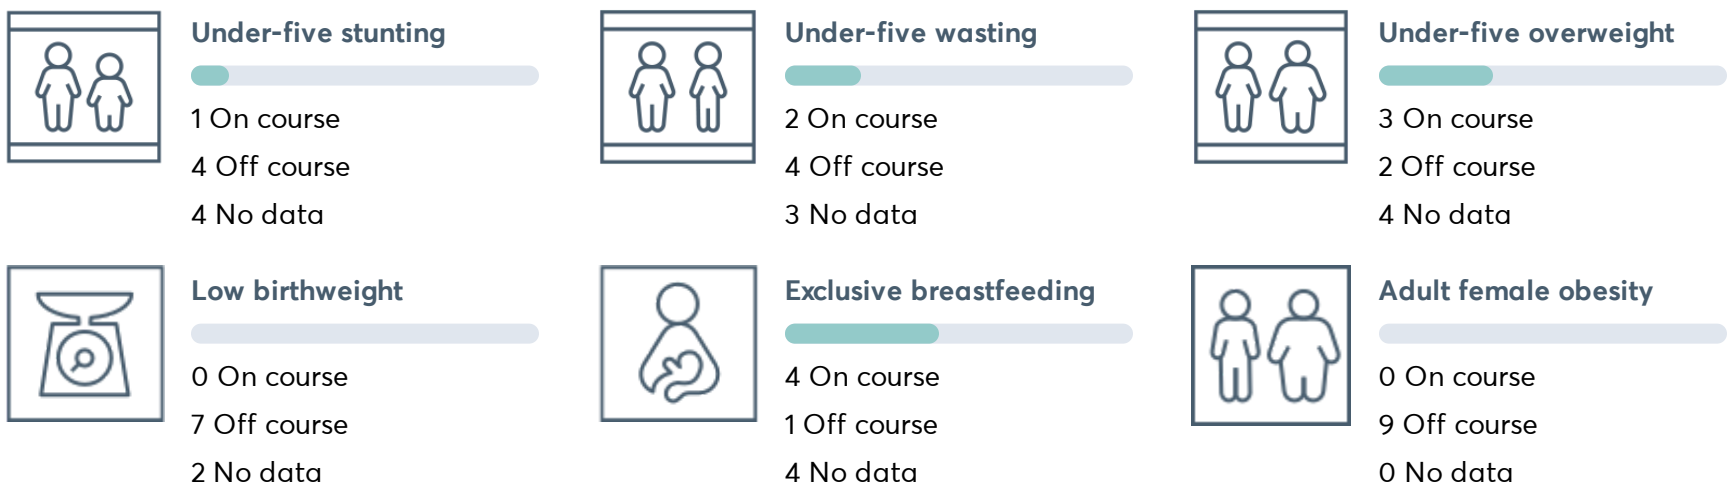 Under-five stunting
1 On course
4 Off course
4 No data
Under-five wasting
2 On course
4 Off course
3 No data
Under-five overweight
3 On course
2 Off course
4 No data
Low birthweight
0 On course
7 Off course
2 No data
Exclusive breastfeeding
4 On course
1 Off course
4 No data
Adult female obesity
0 On course
9 Off course
0 No data